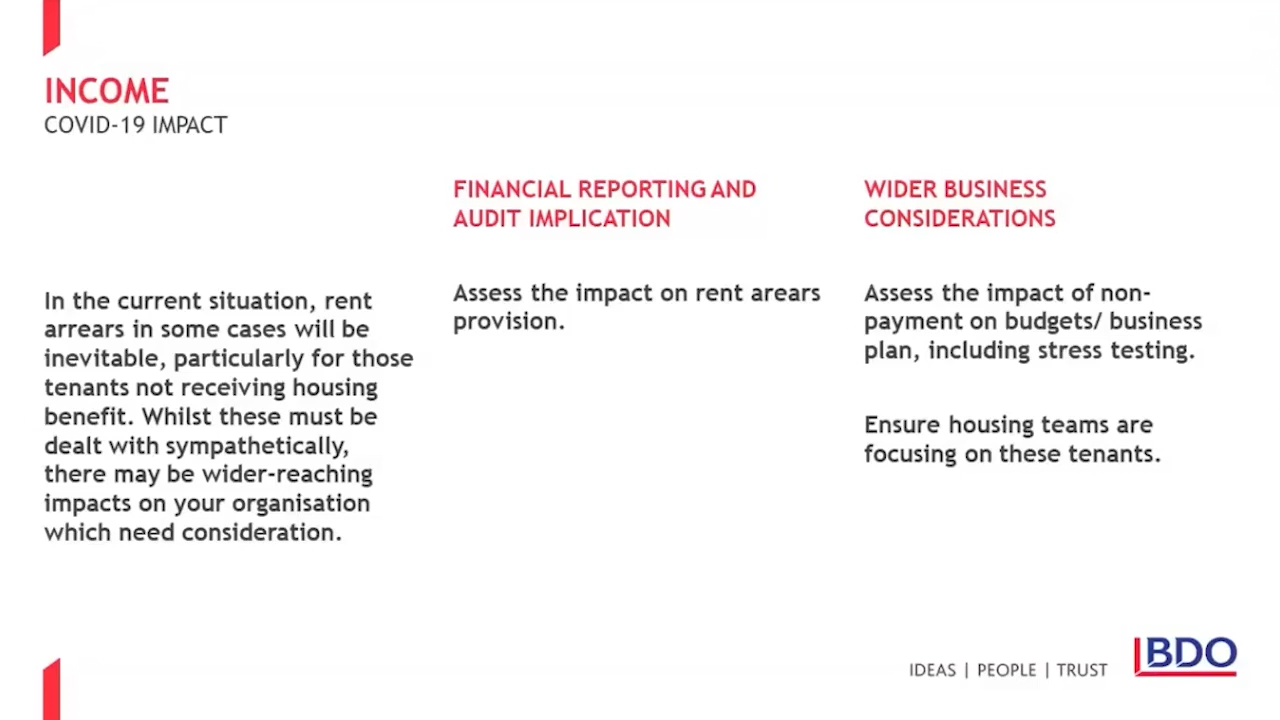 INCOME
COVID-19 IMPACT
In the current situation, rent
arrears in some cases will be
inevitable, particularly for those
tenants not receiving housing
benefit. Whilst these must be
dealt with sympathetically,
there may be wider-reaching
impacts on your organisation
which need consideration.
FINANCIAL REPORTING AND
AUDIT IMPLICATION
Assess the impact on rent arears
provision.
WIDER BUSINESS
CONSIDERATIONS
Assess the impact of non-
payment on budgets/ business
plan, including stress testing.
Ensure housing teams are
focusing on these tenants.
IDEAS | PEOPLE | TRUST
BDO